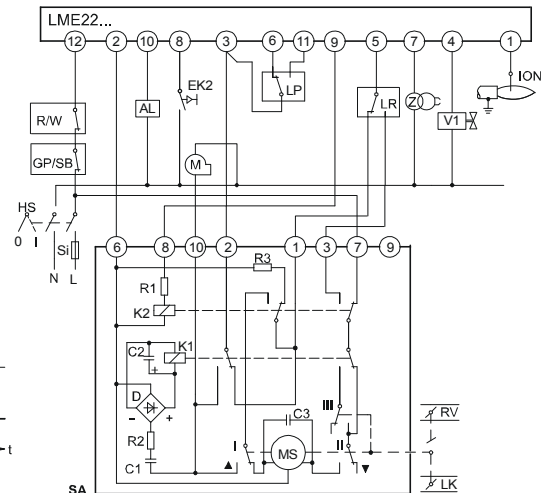 LME22...
12 2 10 8 3 6 11 9 5 7 4 1
ION
EK2
LP
R/W
AL
LR
Z
C
V1
GP/SB
M
HS
0 I
Si
N L
6 8 10 2 1 3 7 9
R3
R1
K2
I
I
C2
+
K1
D
- +
R2
C1
C3
III
I
MS
II
RV
LK
t
SA